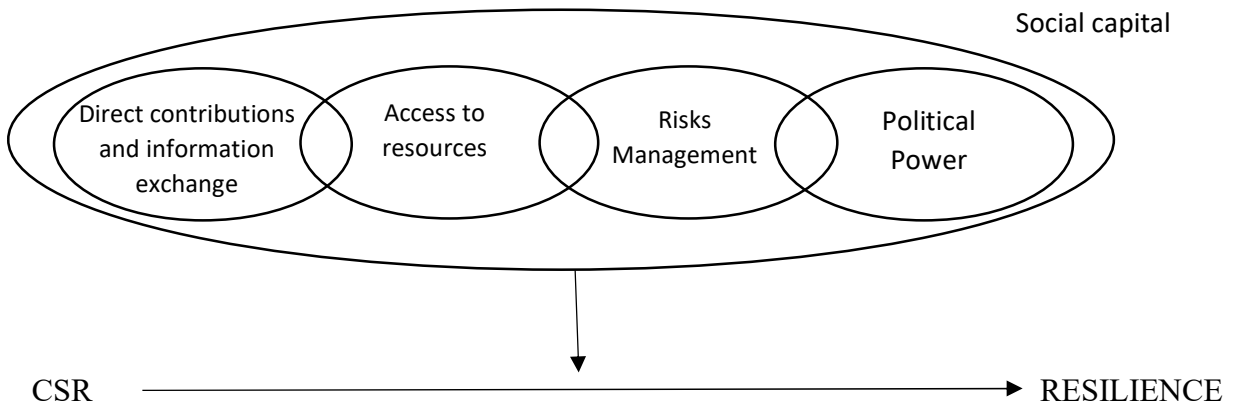 Social capital
Direct contributions
and information
exchange
Access to
resources
Risks
Management
Political
Power
CSR
RESILIENCE